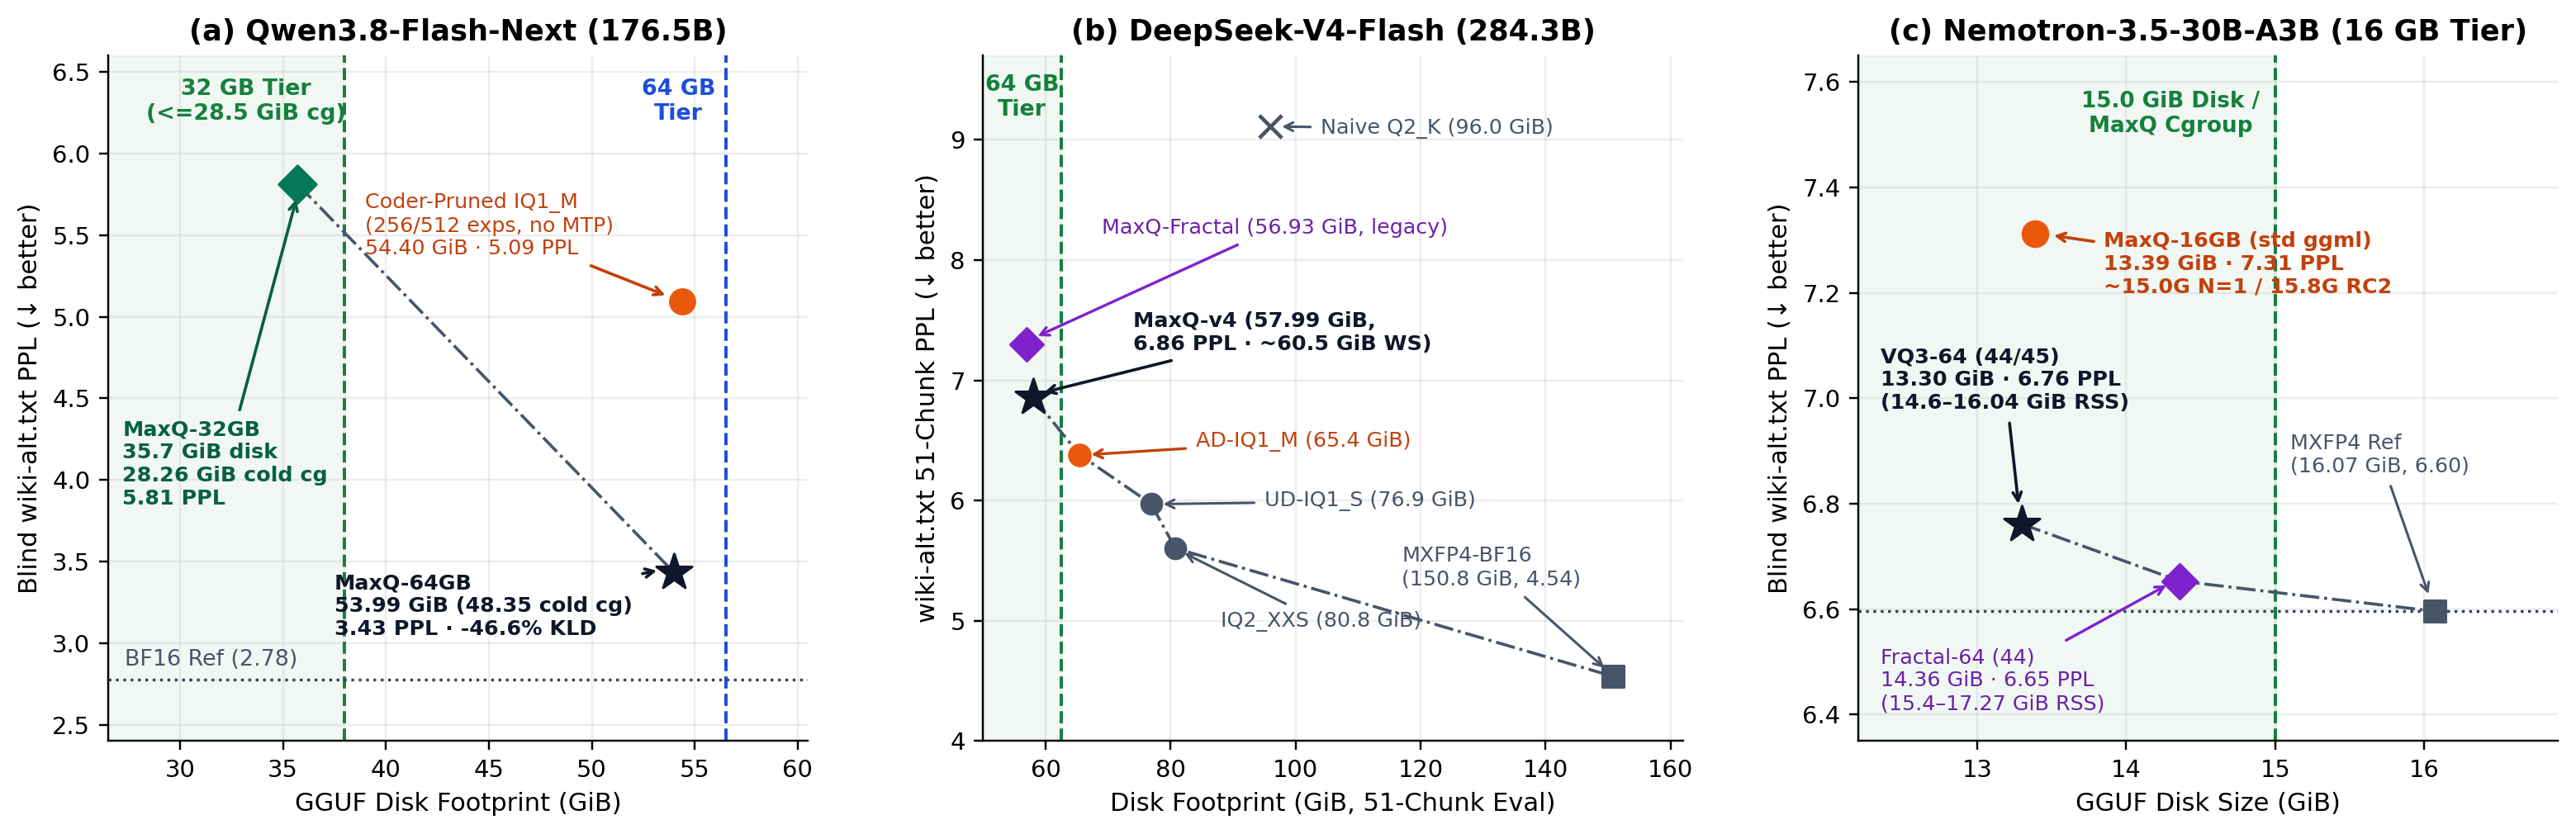 (a) Qwen3.8-Flash-Next (176.5B)
Blind wiki-alt.txt PPL (↓ better)
6.5
6.0
5.5
5.0
4.5
4.0
3.5
3.0
2.5
32 GB Tier
(<=28.5 GiB cg)
64 GB
Tier
Coder-Pruned IQ1_M
(256/512 exps, no MTP)
54.40 GiB · 5.09 PPL
MaxQ-32GB
35.7 GiB disk
28.26 GiB cold cg
5.81 PPL
MaxQ-64GB
53.99 GiB (48.35 cold cg)
3.43 PPL · -46.6% KLD
BF16 Ref (2.78)
30
35
40
45
50
55
60
GGUF Disk Footprint (GiB)
(b) DeepSeek-V4-Flash (284.3B)
wiki-alt.txt 51-Chunk PPL (↓ better)
9
8
7
6
5
4
64 GB
Tier
Naive Q2_K (96.0 GiB)
MaxQ-Fractal (56.93 GiB, legacy)
MaxQ-v4 (57.99 GiB,
6.86 PPL · ~60.5 GiB WS)
AD-IQ1_M (65.4 GiB)
UD-IQ1_S (76.9 GiB)
MXFP4-BF16
(150.8 GiB, 4.54)
IQ2_XXS (80.8 GiB)
60
80
100
120
140
160
Disk Footprint (GiB, 51-Chunk Eval)
(c) Nemotron-3.5-30B-A3B (16 GB Tier)
Blind wiki-alt.txt PPL (↓ better)
7.6
7.4
7.2
7.0
6.8
6.6
6.4
15.0 GiB Disk /
MaxQ Cgroup
MaxQ-16GB (std ggml)
13.39 GiB · 7.31 PPL
~15.0G N=1 / 15.8G RC2
VQ3-64 (44/45)
13.30 GiB · 6.76 PPL
(14.6–16.04 GiB RSS)
MXFP4 Ref
(16.07 GiB, 6.60)
Fractal-64 (44)
14.36 GiB · 6.65 PPL
(15.4–17.27 GiB RSS)
13
14
15
16
GGUF Disk Size (GiB)